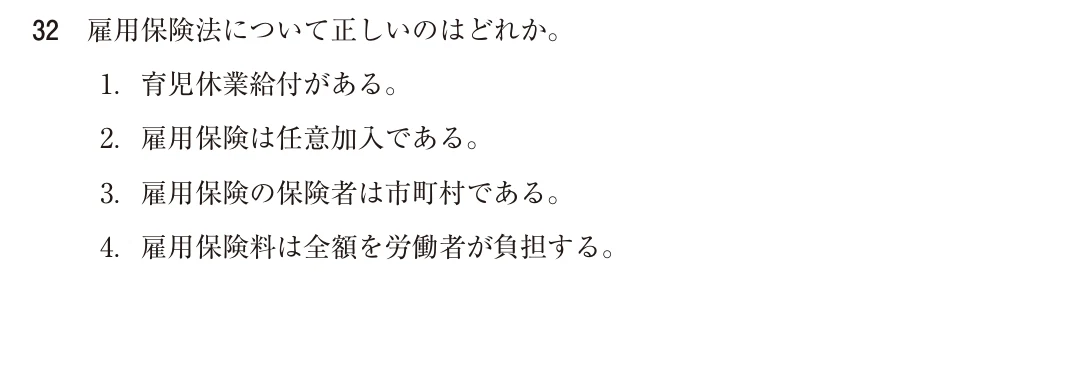 32 雇用保険法について正しいのはどれか。
1. 育児休業給付がある。
2. 雇用保険は任意加入である。
3. 雇用保険の保険者は市町村である。
4. 雇用保険料は全額を労働者が負担する。